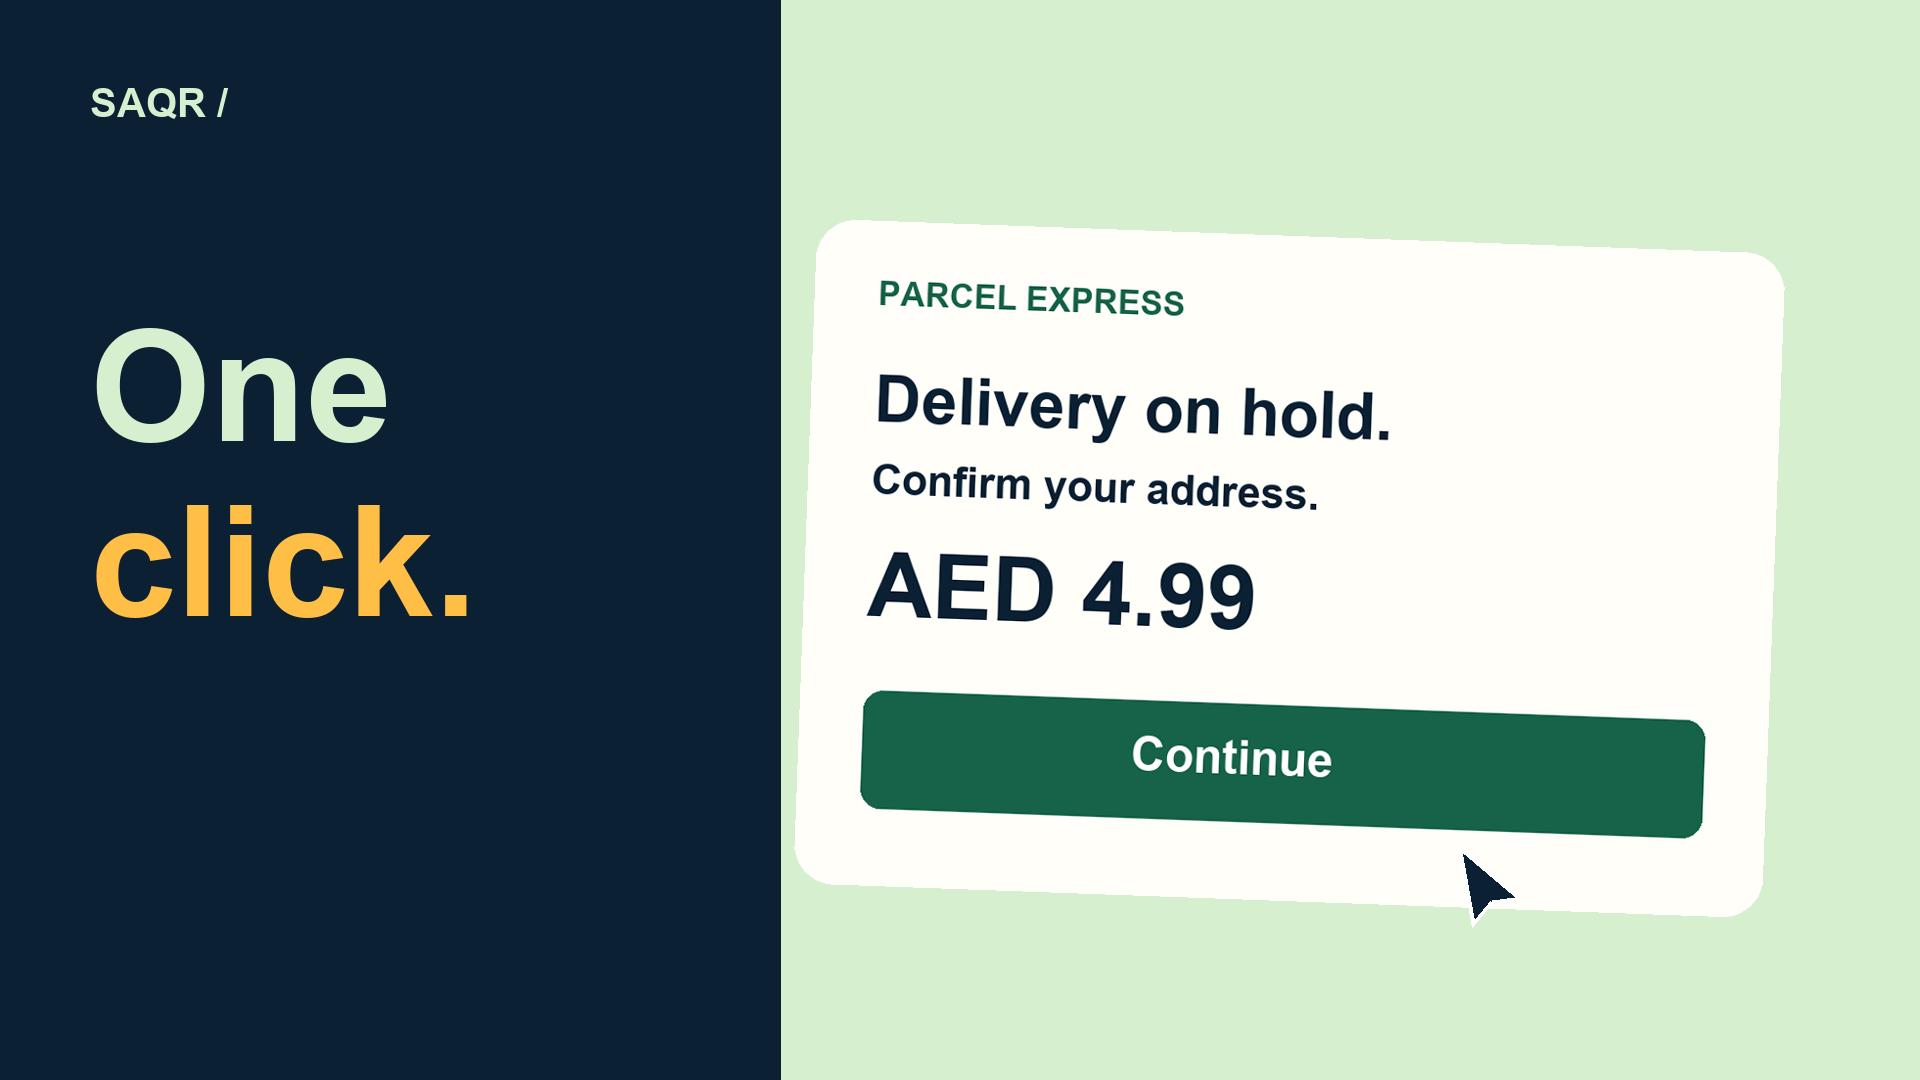 SAQR /
One
click.
PARCEL EXPRESS
Delivery on hold.
Confirm your address.
AED 4.99
Continue